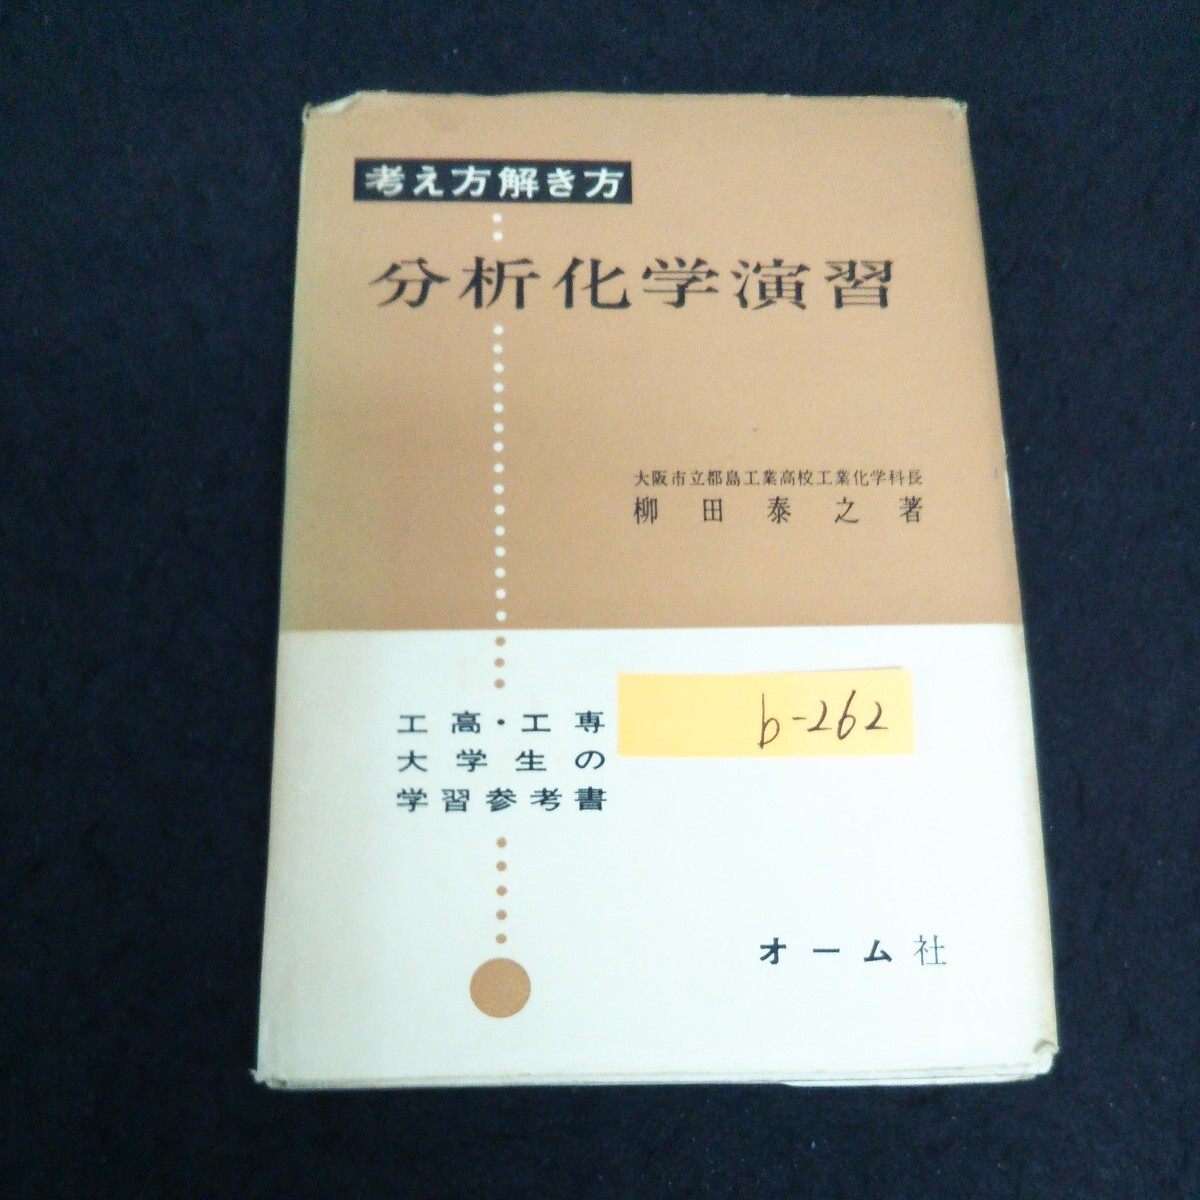 考え方解き方
分析化学演習
大阪市立都島工業高校工業化学科長
柳田泰之著
工高・工専
大学生の
学習参考書
b-262
オーム社